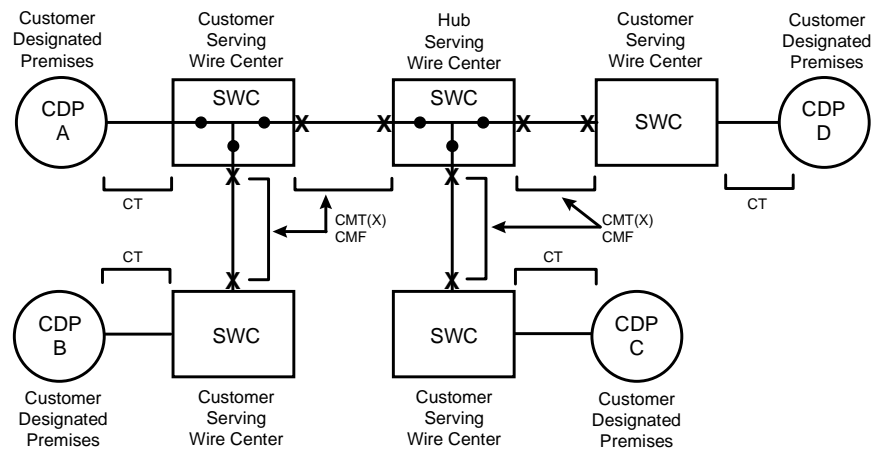 Customer
Designated
Premises
Customer
Serving
Wire Center
Hub
Serving
Wire Center
Customer
Serving
Wire Center
Customer
Designated
Premises
CDP
A
SWC
X
X
SWC
X
X
SWC
CDP
D
X
X
CT
CMT(X)
CMF
CMT(X)
CMF
CT
CT
CT
X
X
CDP
B
SWC
SWC
CDP
C
Customer
Designated
Premises
Customer
Serving
Wire Center
Customer
Serving
Wire Center
Customer
Designated
Premises